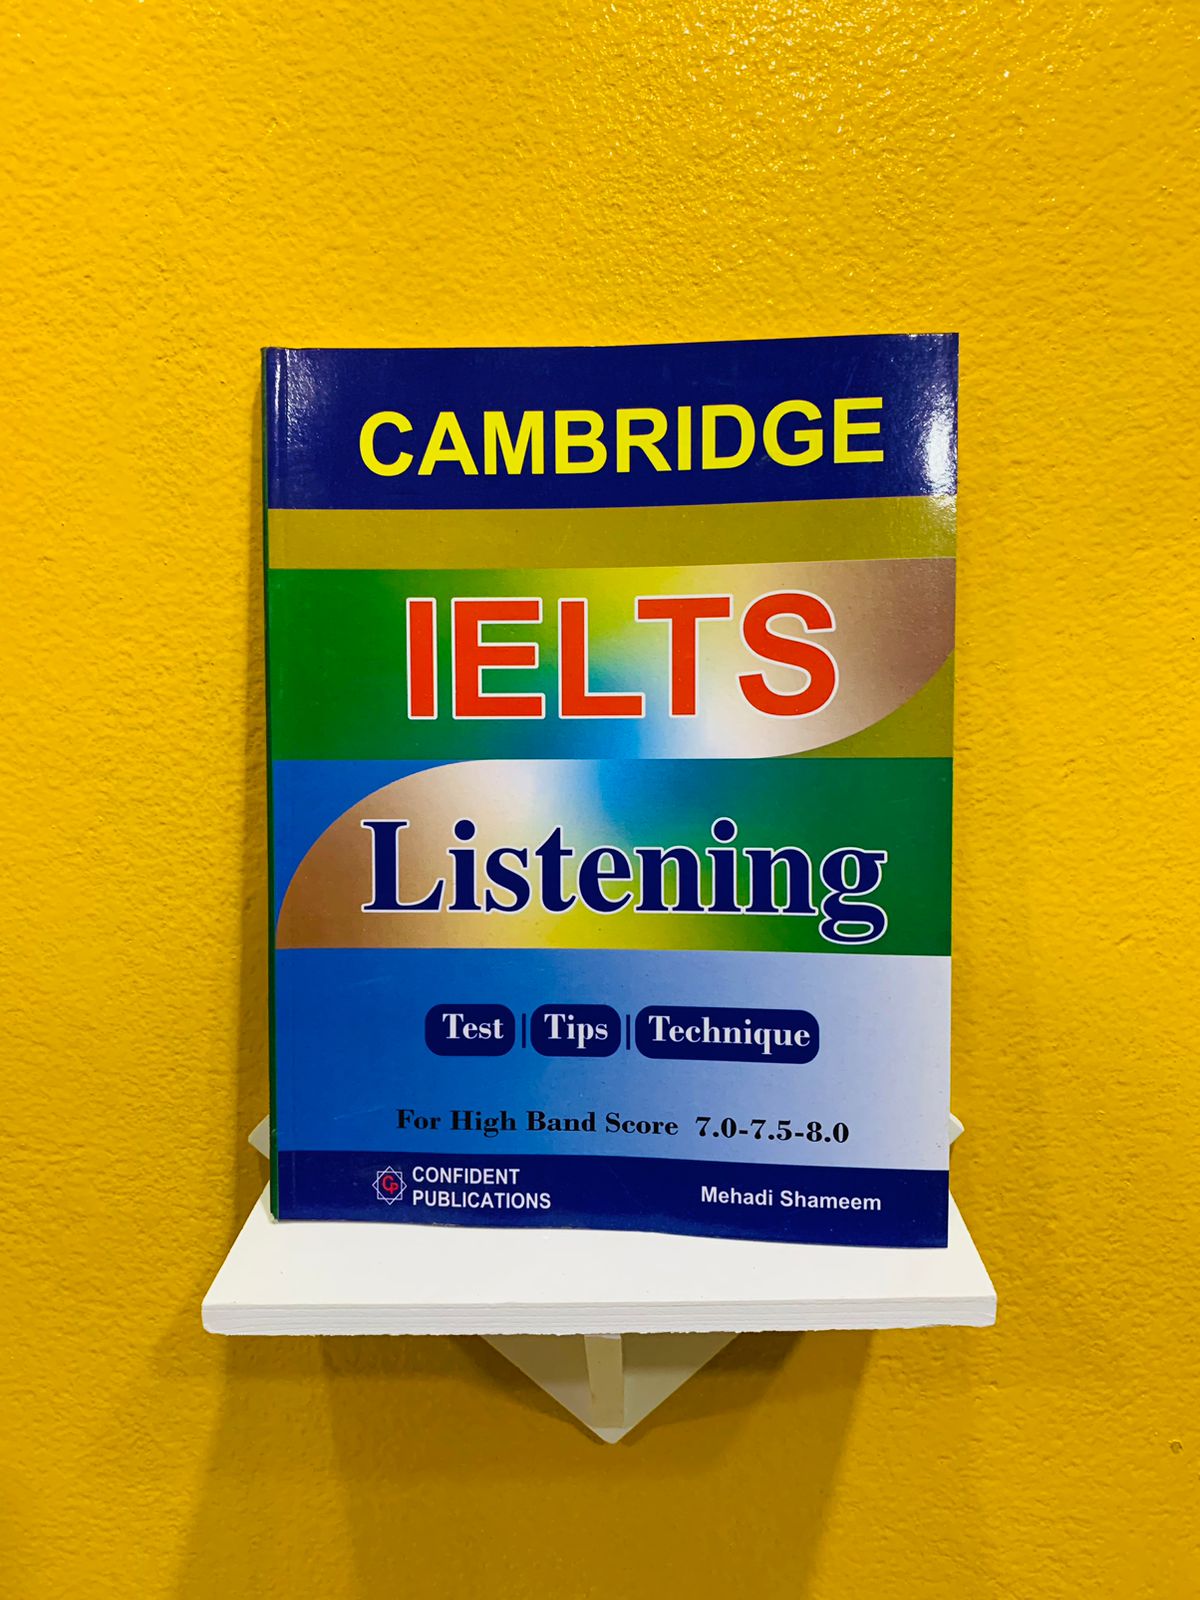 CAMBRIDGE
IELTS
Listening
Test | Tips | Technique
For High Band Score 7.0-7.5-8.0
CP
CONFIDENT
PUBLICATIONS
Mehadi Shameem